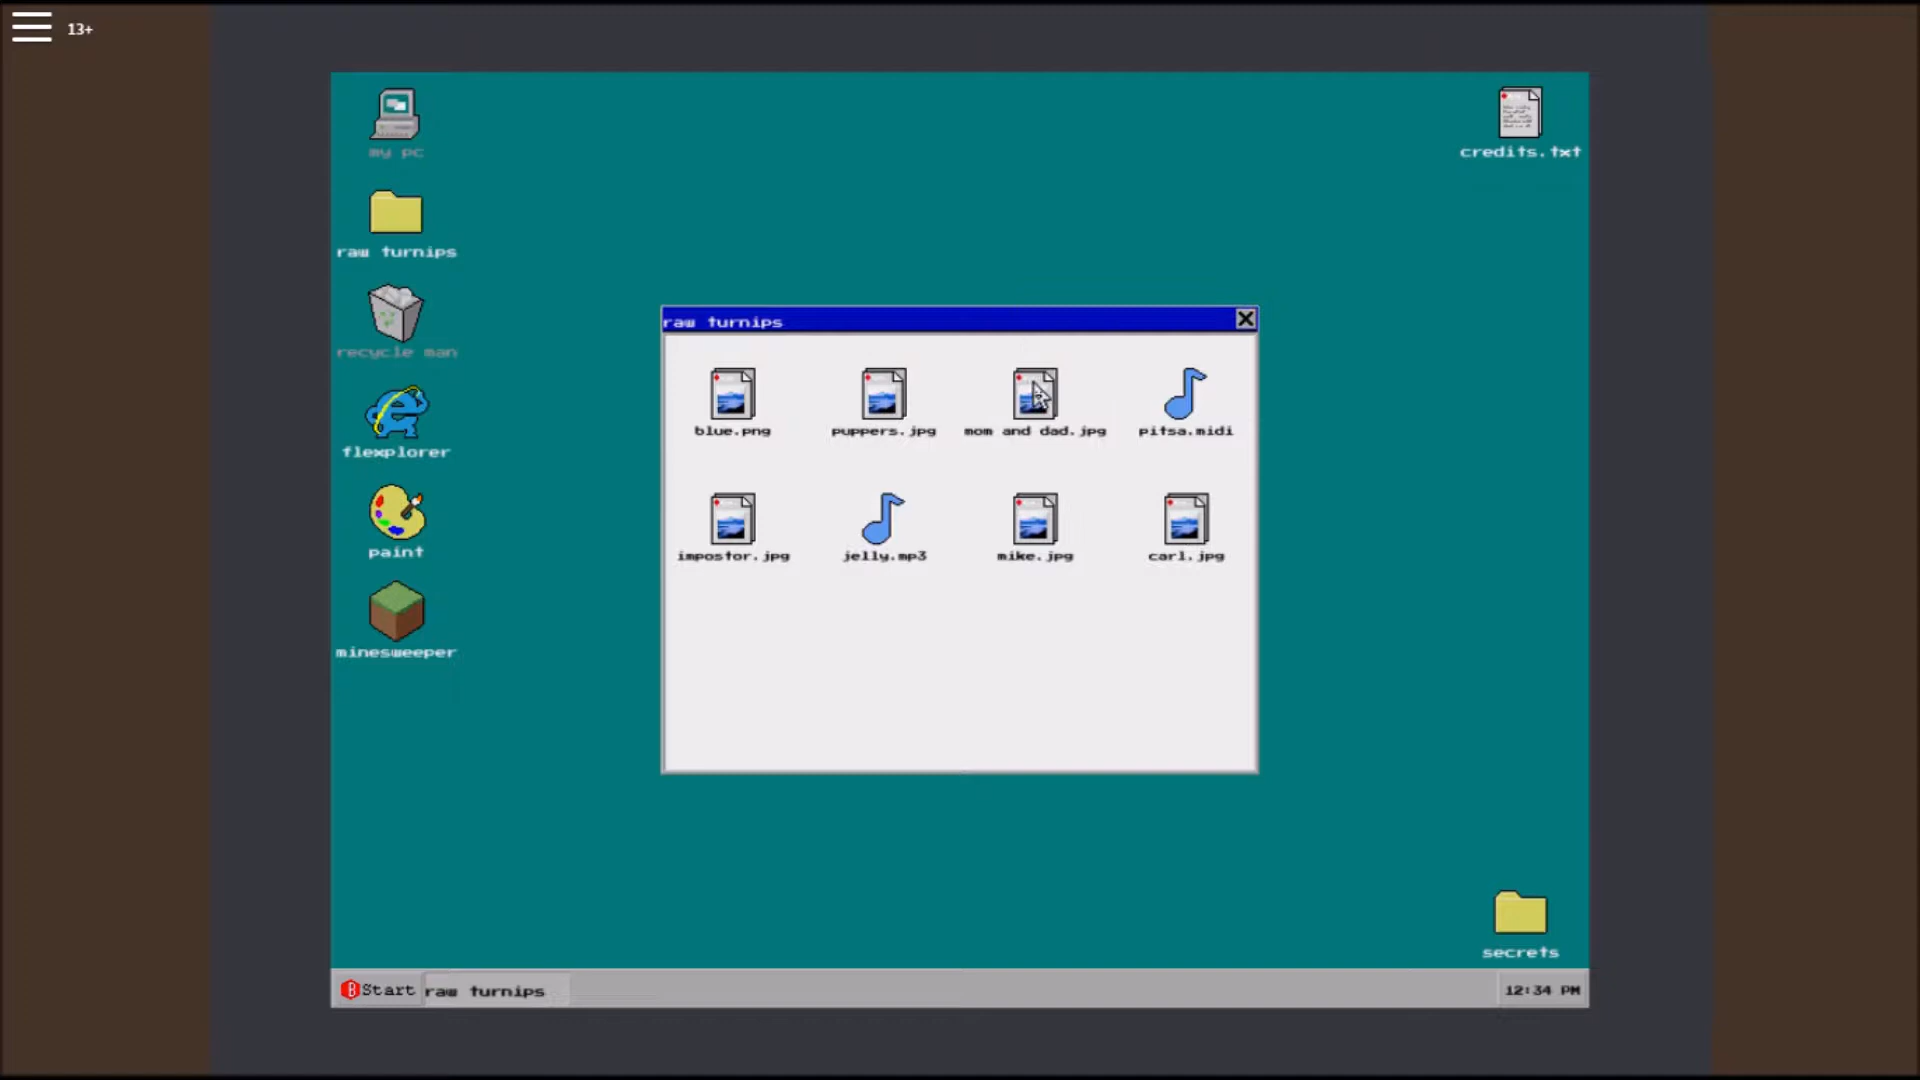 13+
my pc
credits.txt
raw turnips
recycle man
flexplorer
paint
minesweeper
raw turnips
blue.png
puppers.jpg
mom and dad.jpg
pitsa.midi
impostor.jpg
jelly.mp3
mike.jpg
carl.jpg
secrets
B Start
raw turnips
12:34 PM